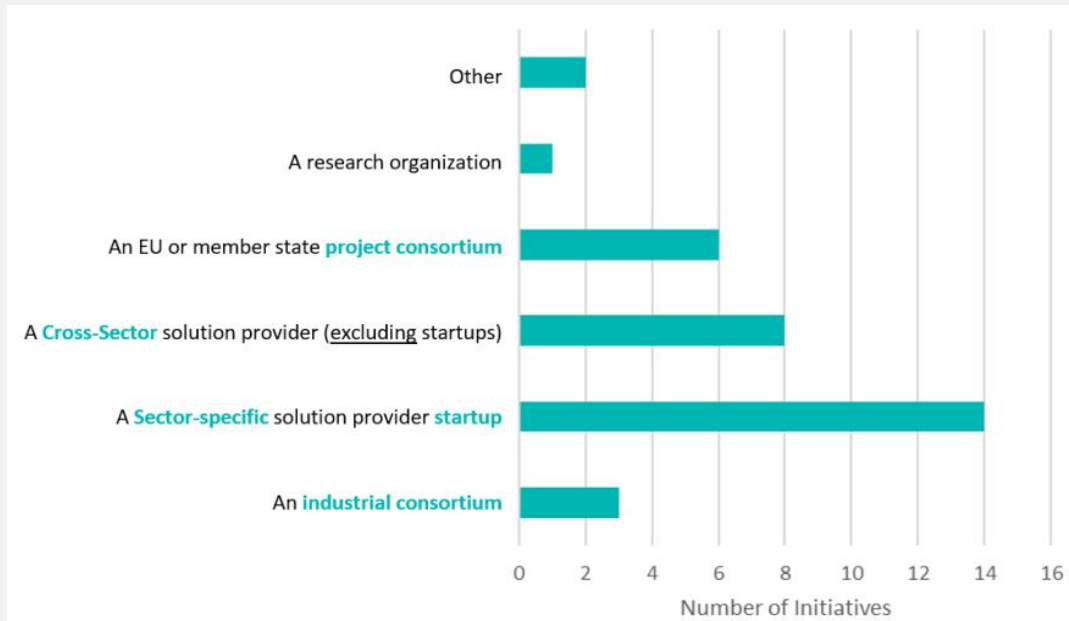 Other
A research organization
An EU or member state project consortium
A Cross-Sector solution provider (excluding startups)
A Sector-specific solution provider startup
An industrial consortium
0 2 4 6 8 10 12 14 16
Number of Initiatives